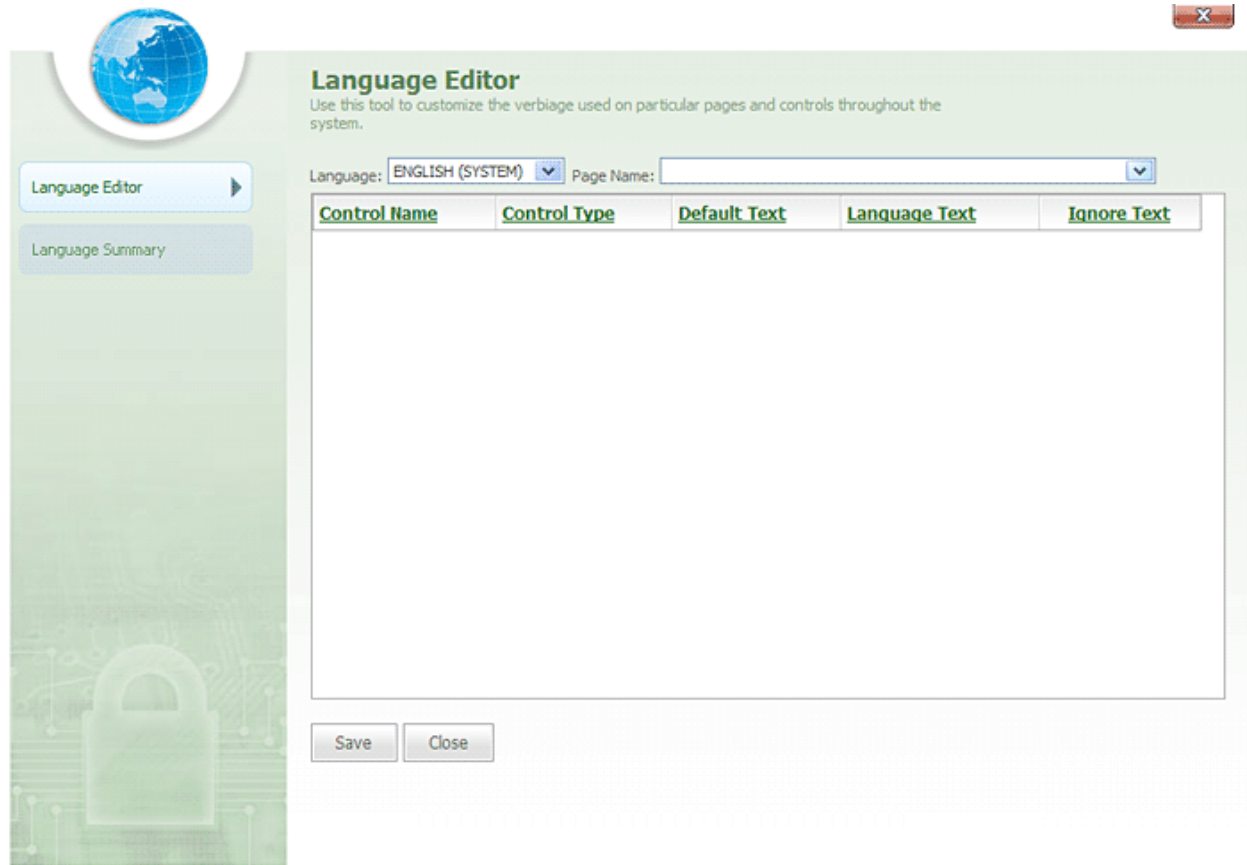 X
Language Editor
Use this tool to customize the verbiage used on particular pages and controls throughout the
system.
Language Editor
Language: ENGLISH (SYSTEM) Page Name:
Control Name Control Type Default Text Language Text Ignore Text
Language Summary
Save Close